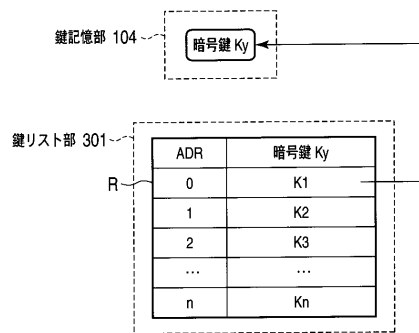 鍵記憶部 104
暗号鍵 Ky
鍵リスト部 301
R
ADR 暗号鍵 Ky
0 K1
1 K2
2 K3
… …
n Kn